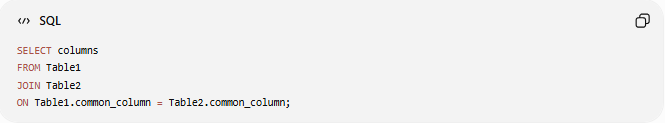 SQL
SELECT columns
FROM Table1
JOIN Table2
ON Table1.common_column = Table2.common_column;